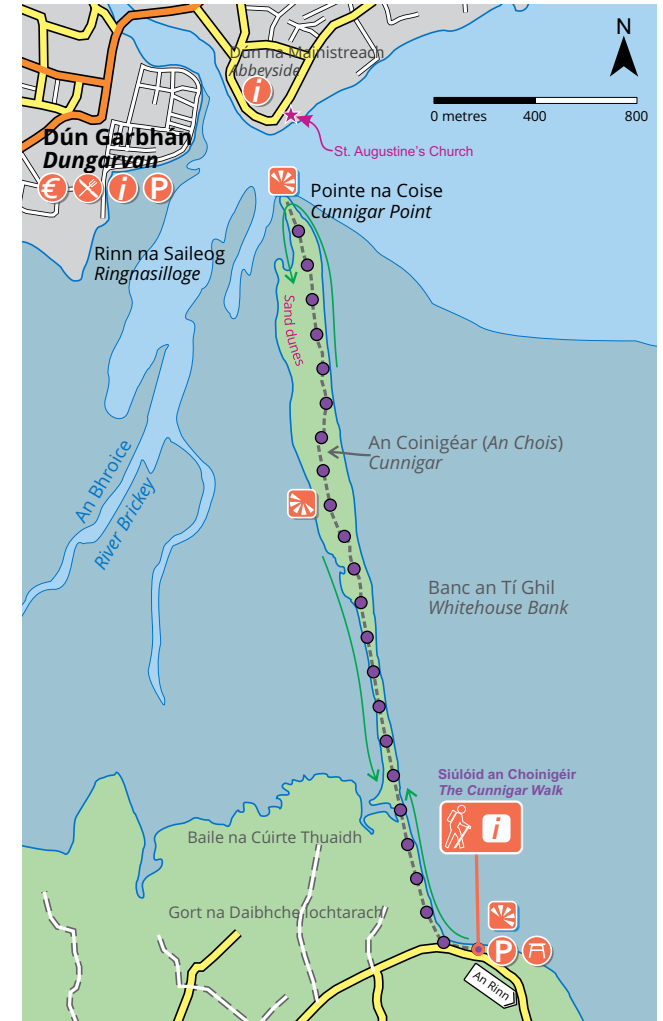 N
0 metres 400 800
Dún na Mainistreach
Abbeyside
i
St. Augustine's Church
Dún Garbhán
Dungarvan
€ i P
Pointe na Coise
Cunnigar Point
Rinn na Saileog
Ringnasilloge
Sand dunes
An Coinigéar (An Chois)
Cunnigar
An Bhroice
River Brickey
Banc an Tí Ghil
Whitehouse Bank
Siúlóid an Choinigéir
The Cunnigar Walk
i
Baile na Cúirte Thuaidh
Gort na Daibhche Iochtarach
P
An Rinn